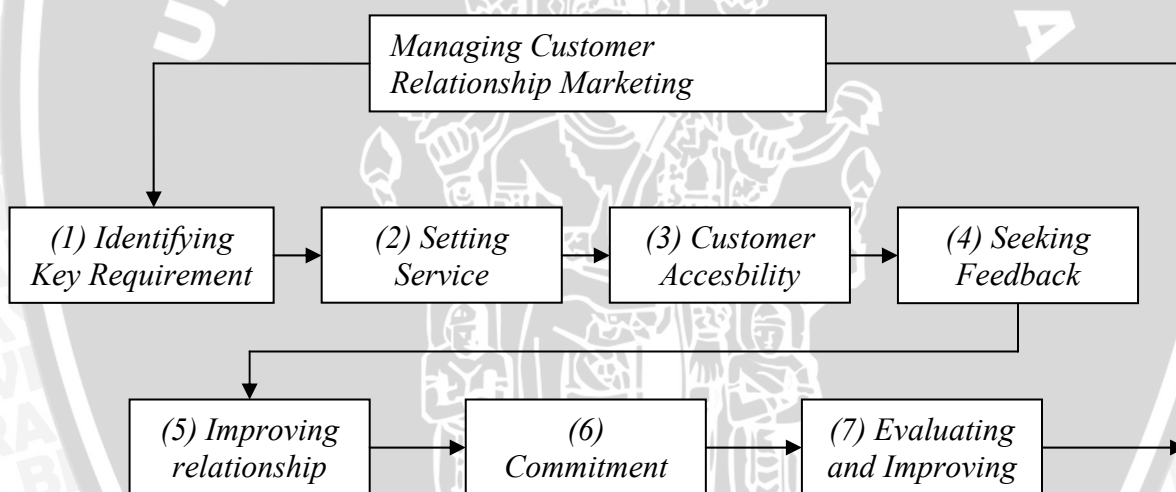 Managing Customer
Relationship Marketing
(1) Identifying
Key Requirement
(2) Setting
Service
(3) Customer
Accesbility
(4) Seeking
Feedback
(5) Improving
relationship
(6)
Commitment
(7) Evaluating
and Improving